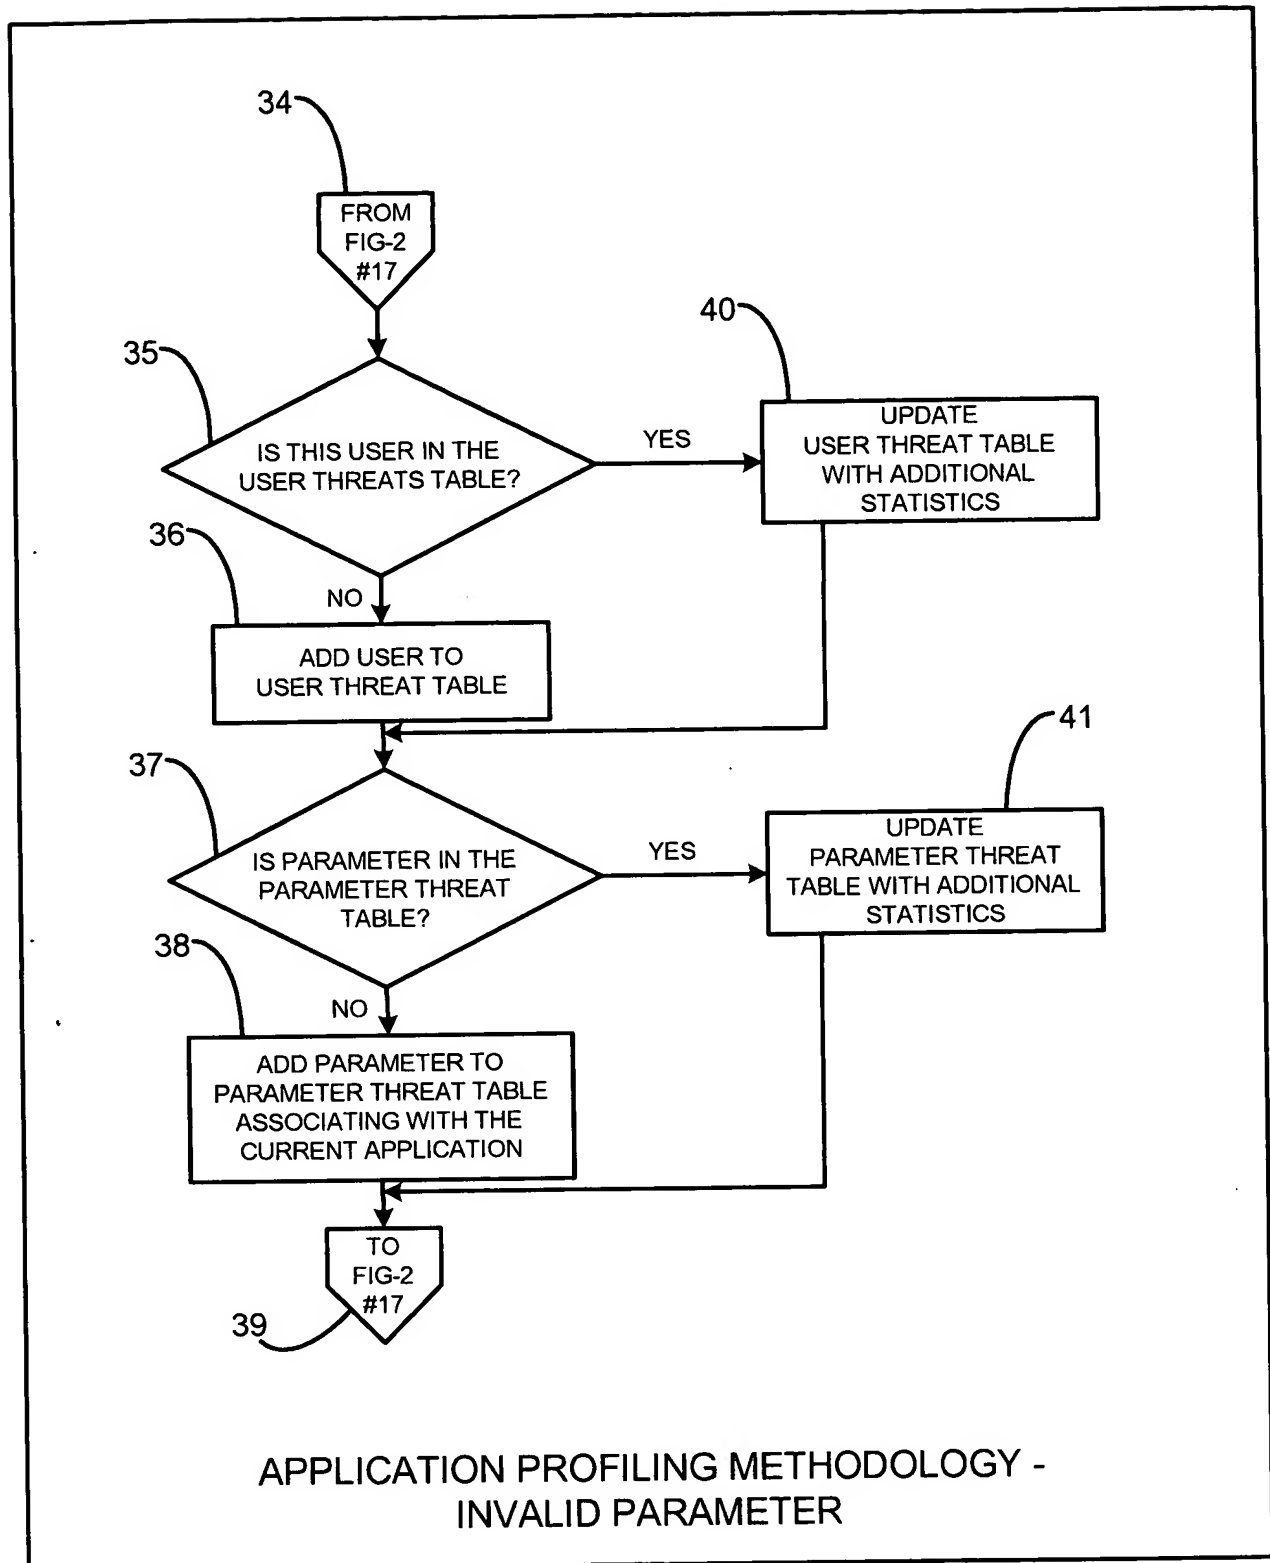 34
FROM
FIG-2
#17
35
IS THIS USER IN THE
USER THREATS TABLE?
YES
40
UPDATE
USER THREAT TABLE
WITH ADDITIONAL
STATISTICS
NO
36
ADD USER TO
USER THREAT TABLE
37
IS PARAMETER IN THE
PARAMETER THREAT
TABLE?
YES
41
UPDATE
PARAMETER THREAT
TABLE WITH ADDITIONAL
STATISTICS
NO
38
ADD PARAMETER TO
PARAMETER THREAT TABLE
ASSOCIATING WITH THE
CURRENT APPLICATION
TO
FIG-2
#17
39
APPLICATION PROFILING METHODOLOGY -
INVALID PARAMETER